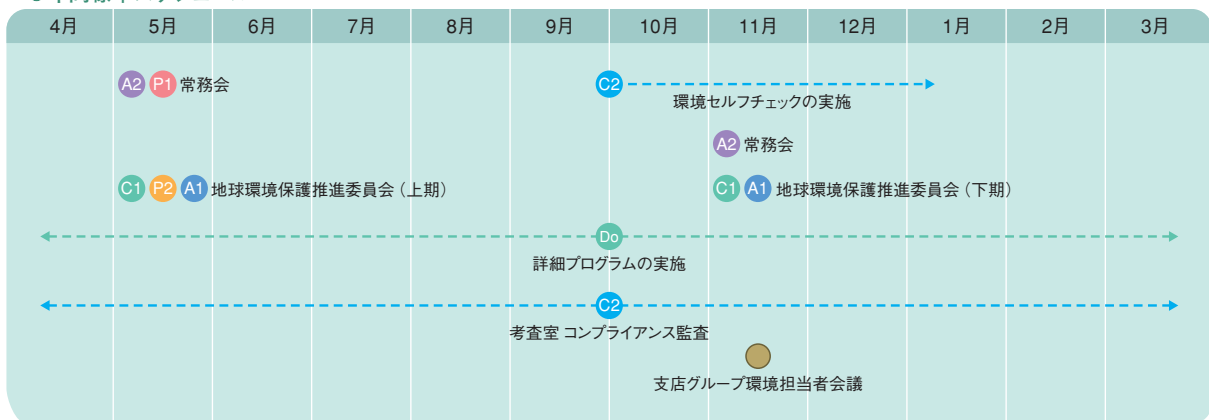 4月 5月 6月 7月 8月 9月 10月 11月 12月 1月 2月 3月
A2 P1 常務会
C2
環境セルフチェックの実施
A2 常務会
C1 P2 A1 地球環境保護推進委員会（上期）
C1 A1 地球環境保護推進委員会（下期）
Do
詳細プログラムの実施
C2
考査室 コンプライアンス監査
支店グループ環境担当者会議